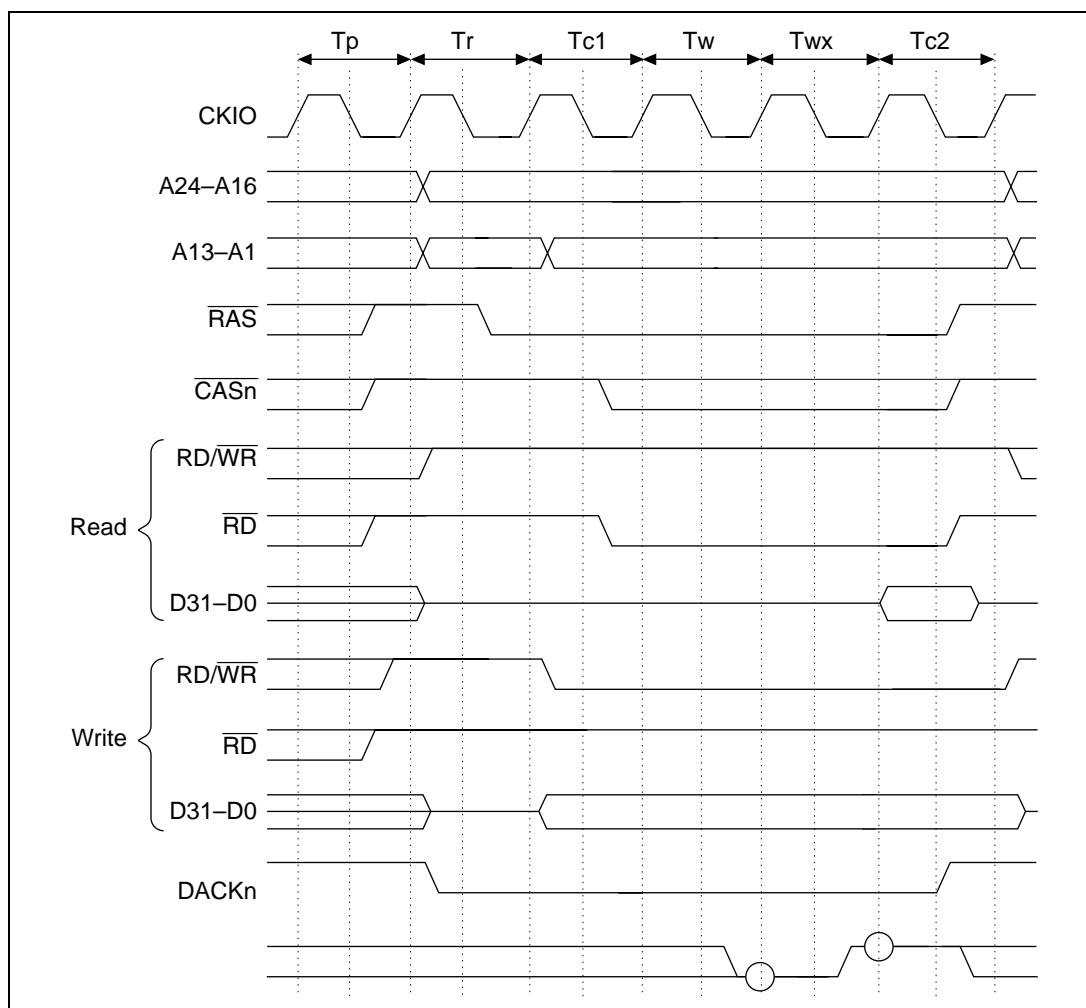 Tp Tr Tc1 Tw Twx Tc2
CKIO
A24–A16
A13–A1
RAS
CASn
RD/WR
Read
RD
D31–D0
RD/WR
Write
RD
D31–D0
DACKn